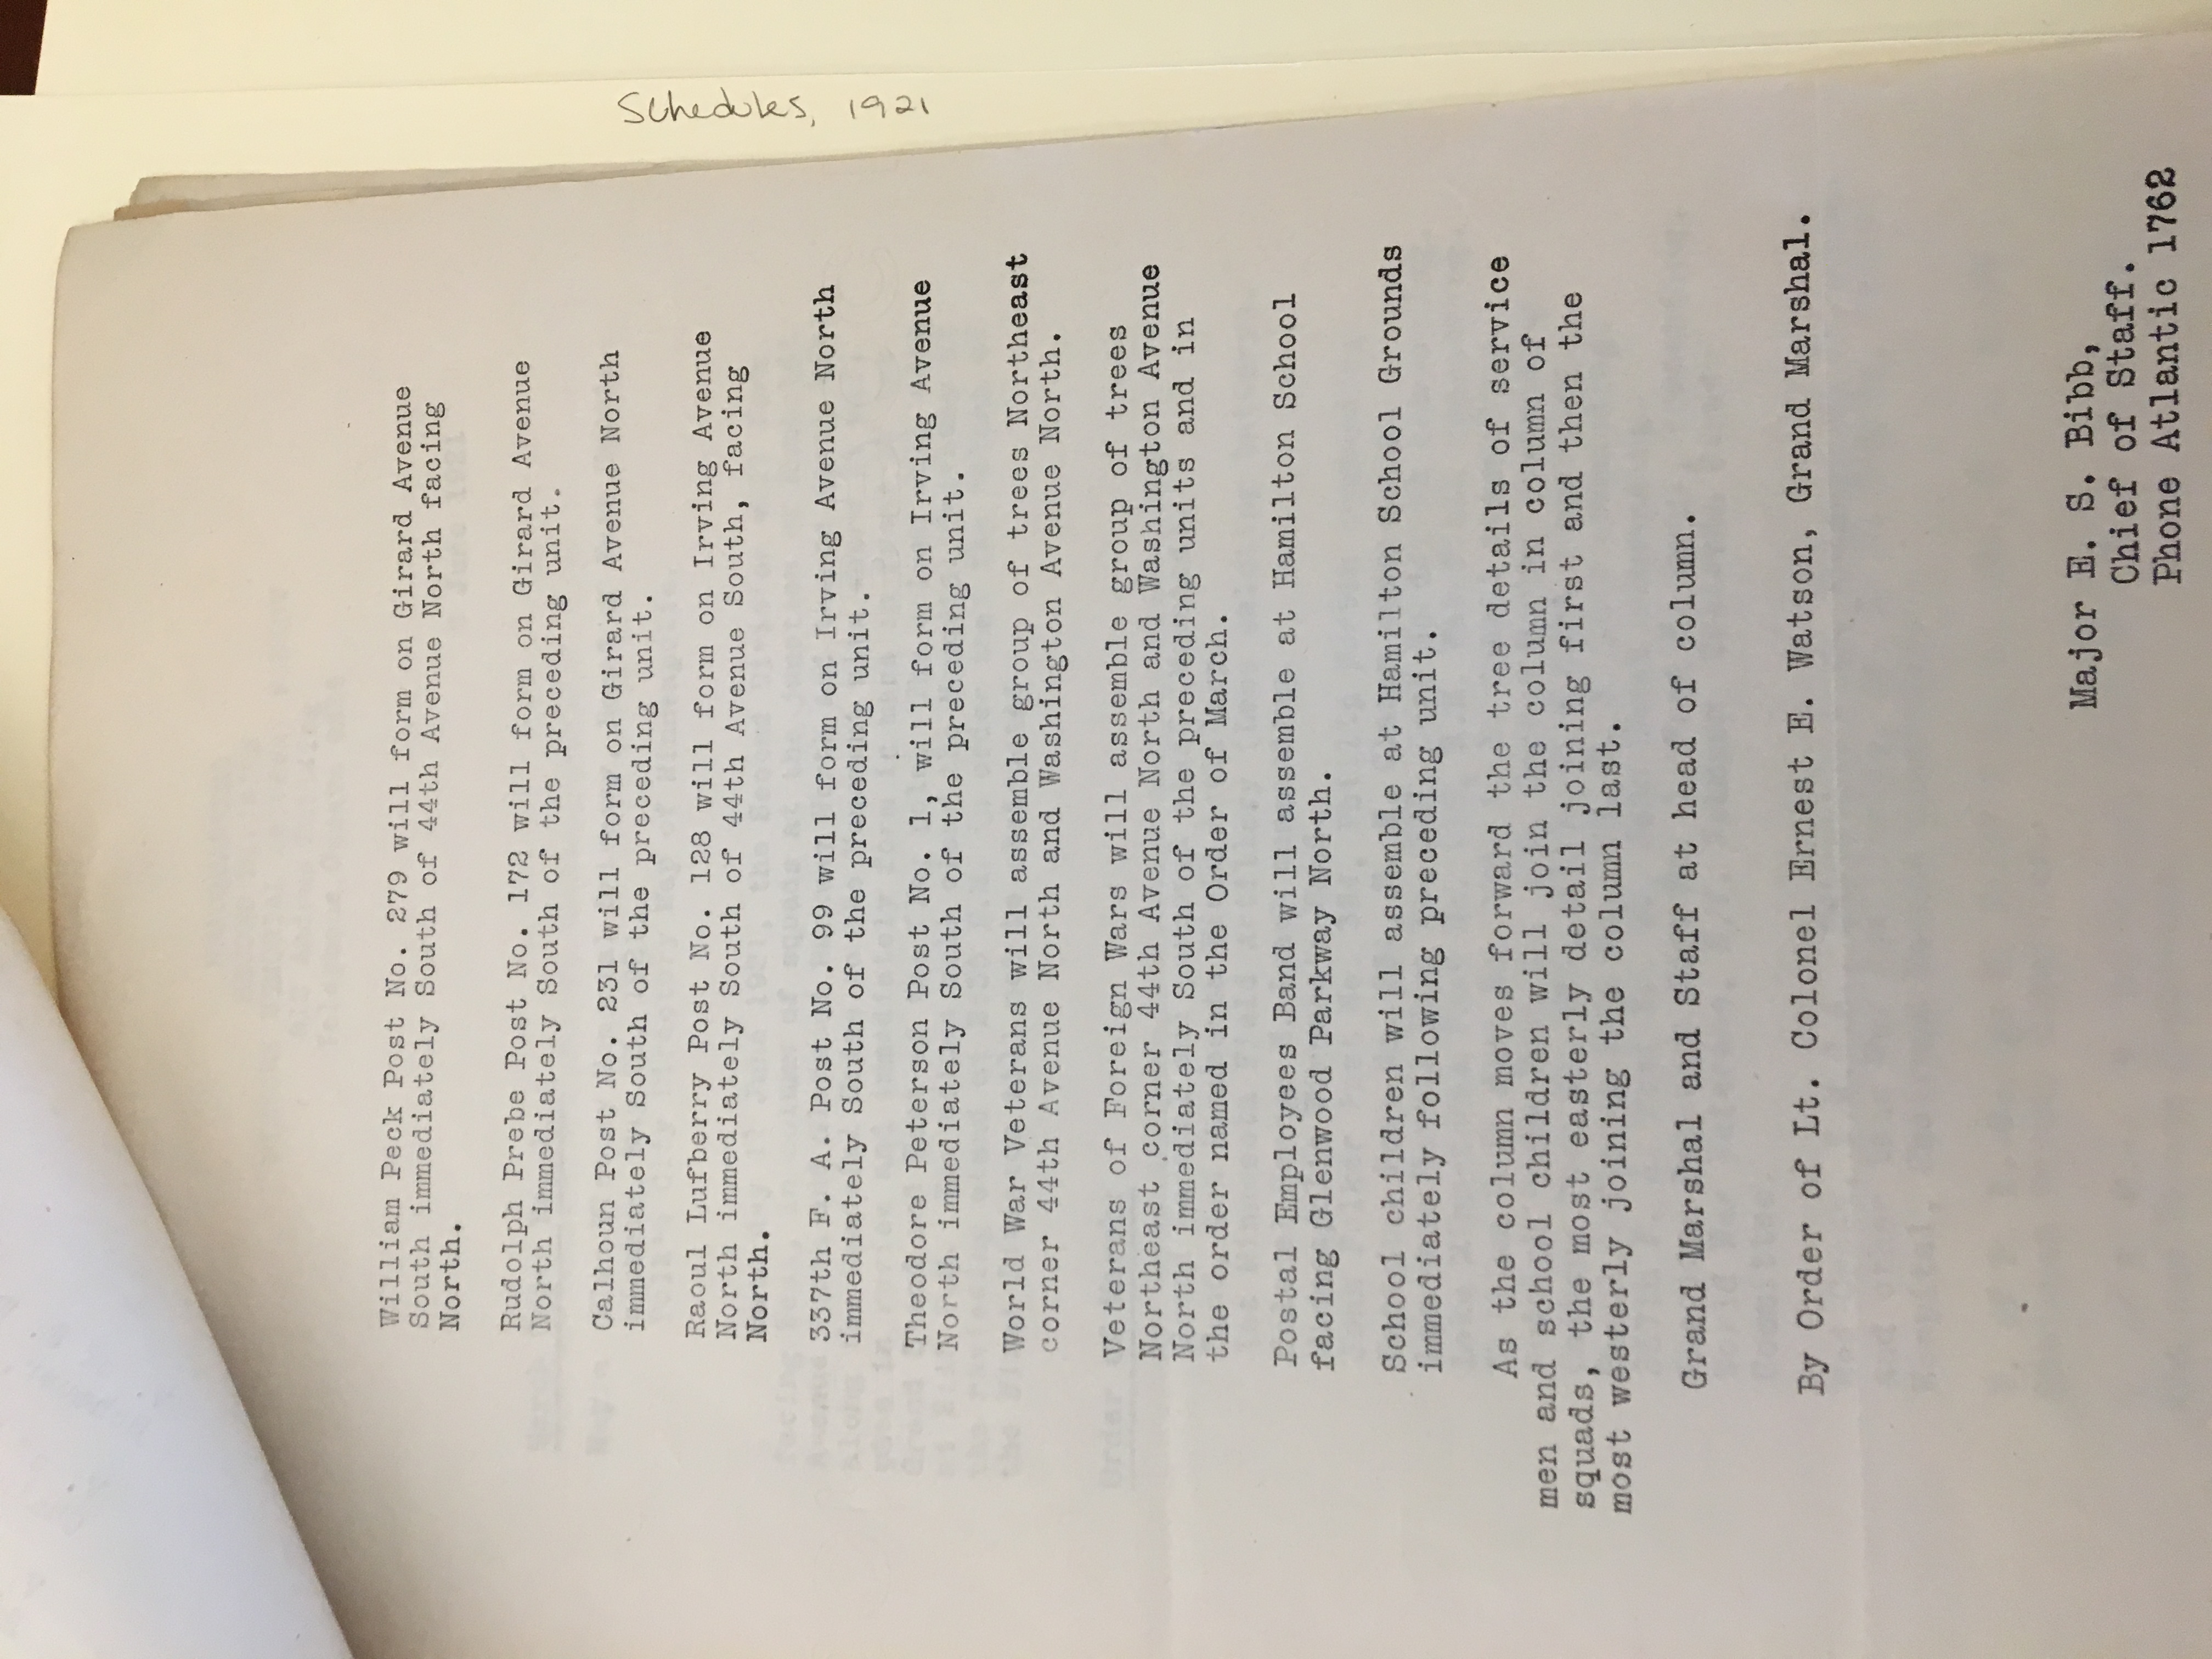 William Peck Post No. 279 will form on Girard Avenue
South immediately South of 44th Avenue North facing
North.
Rudolph Prebe Post No. 172 will form on Girard Avenue
North immediately South of the preceding unit.
Calhoun Post No. 231 will form on Girard Avenue North
immediately South of the preceding unit.
Raoul Lufberry Post No. 128 will form on Irving Avenue
North immediately South of 44th Avenue South, facing
North.
337th F. A. Post No. 99 will form on Irving Avenue North
immediately South of the preceding unit.
Theodore Peterson Post No. 1, will form on Irving Avenue
North immediately South of the preceding unit.
World War Veterans will assemble group of trees Northeast
corner 44th Avenue North and Washington Avenue North.
Veterans of Foreign Wars will assemble group of trees
Northeast corner 44th Avenue North and Washington Avenue
North immediately South of the preceding units and in
the order named in the Order of March.
Postal Employees Band will assemble at Hamilton School
facing Glenwood Parkway North.
School children will assemble at Hamilton School Grounds
immediately following preceding unit.
As the column moves forward the tree details of service
men and school children will join the column in column of
squads, the most easterly detail joining first and then the
most westerly joining the column last.
Grand Marshal and Staff at head of column.
By Order of Lt. Colonel Ernest E. Watson, Grand Marshal.
Major E. S. Bibb,
Chief of Staff.
Phone Atlantic 1762
Schedules, 1921